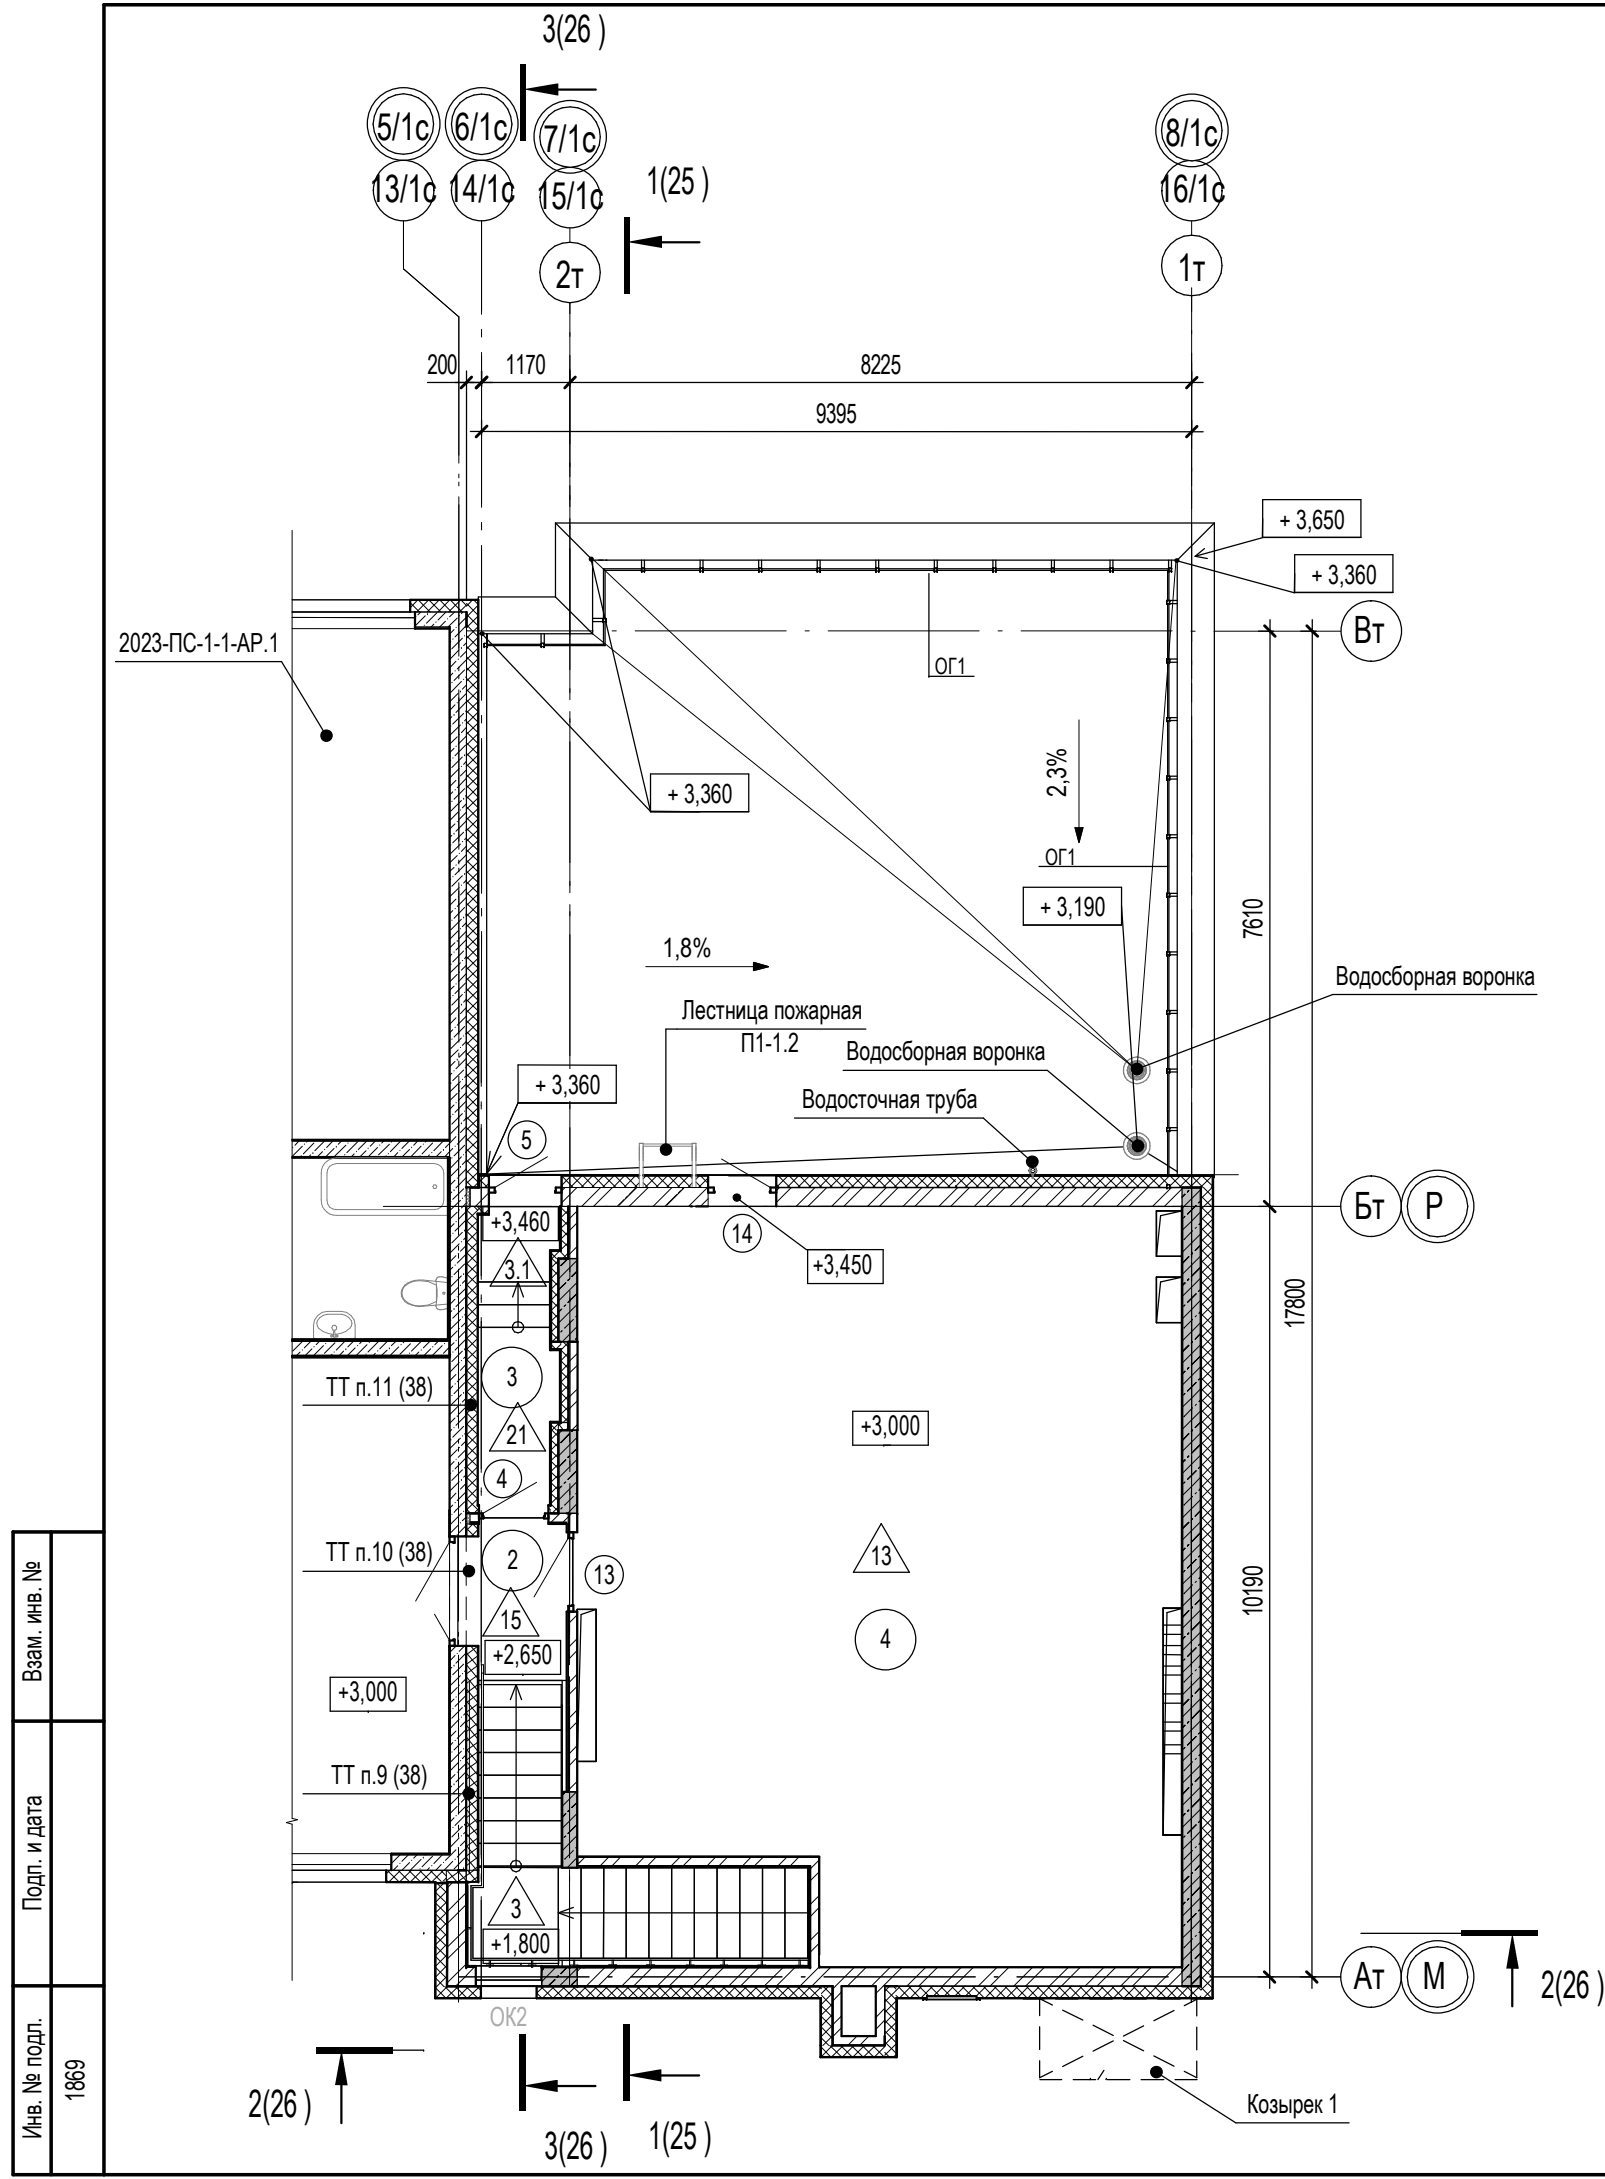 3(26 )
5/1с
6/1с
7/1с
8/1с
13/1с
14/1с
15/1с
16/1с
1(25 )
2т
1т
200
1170
8225
9395
+ 3,650
+ 3,360
Вт
2023-ПС-1-1-АР.1
ОГ1
+ 3,360
2,3%
ОГ1
+ 3,190
7610
1,8%
Водосборная воронка
Лестница пожарная
П1-1.2
Водосборная воронка
+ 3,360
Водосточная труба
5
Бт
Р
+3,460
14
+3,450
3.1
17800
3
ТТ п.11 (38)
21
+3,000
4
ТТ п.10 (38)
2
13
13
15
10190
4
+2,650
+3,000
ТТ п.9 (38)
3
+1,800
Ат
М
2(26 )
ОК2
2(26 )
Козырек 1
3(26 )
1(25 )
Взам. инв. №
Подп. и дата
Инв. № подл.
1869